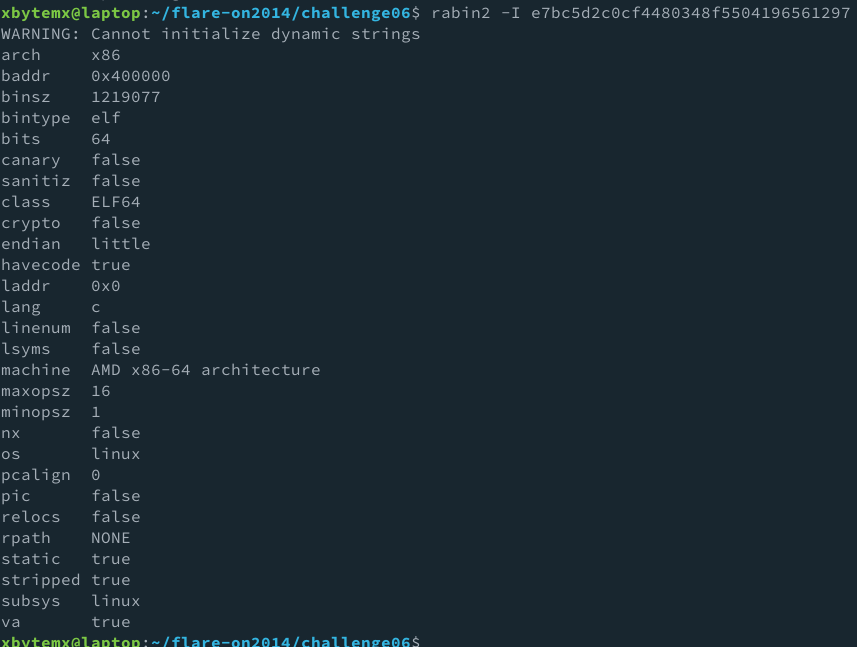 xbytemx@laptop:~/flare-on2014/challenge06$ rabin2 -I e7bc5d2c0cf4480348f5504196561297
WARNING: Cannot initialize dynamic strings
arch     x86
baddr    0x400000
binsz    1219077
bintype  elf
bits     64
canary   false
sanitiz  false
class    ELF64
crypto   false
endian   little
havecode true
laddr    0x0
lang     c
linenum  false
lsyms    false
machine  AMD x86-64 architecture
maxopsz  16
minopsz  1
nx       false
os       linux
pcalign  0
pic      false
relocs   false
rpath    NONE
static   true
stripped true
subsys   linux
va       true
xbytemx@laptop:~/flare-on2014/challenge06$